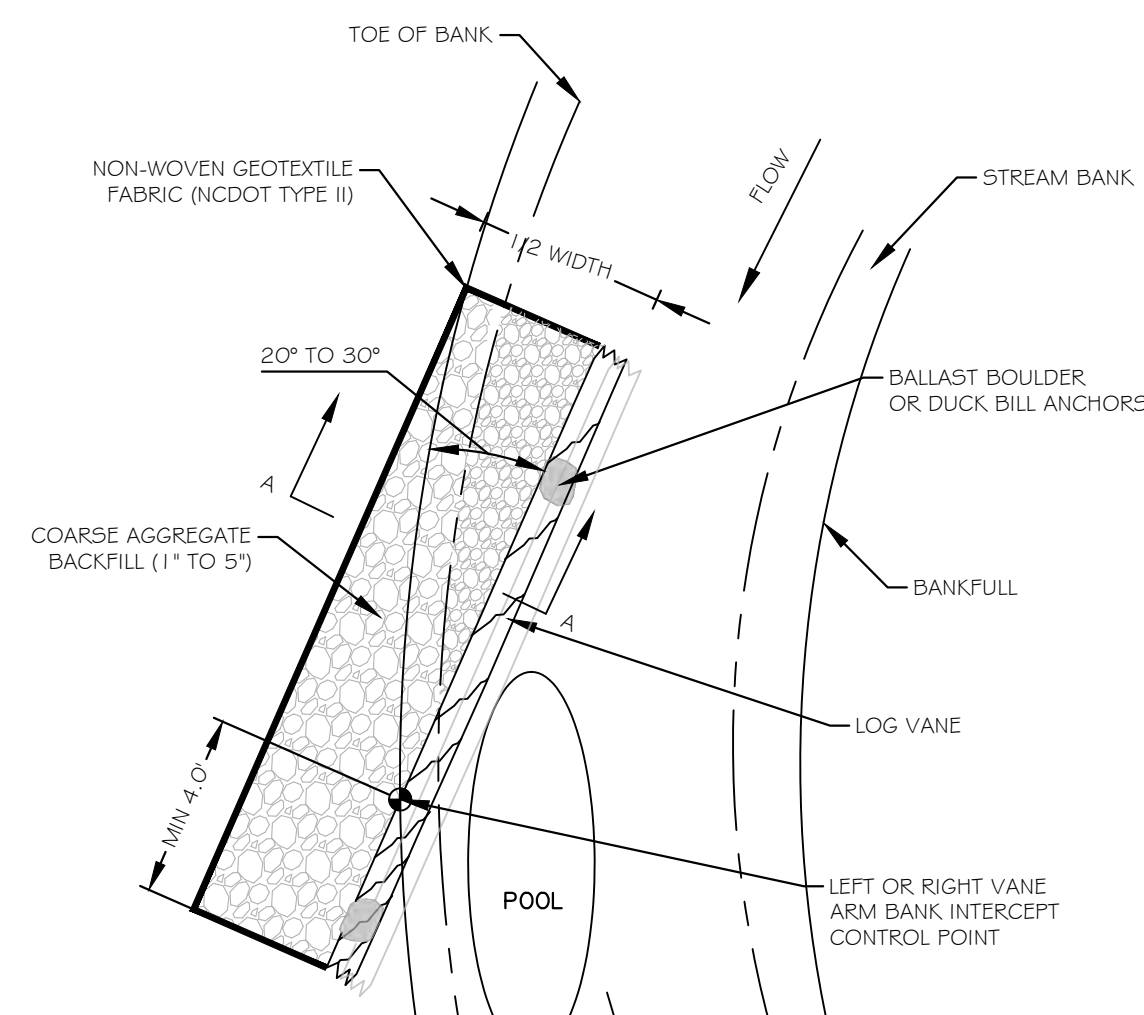 TOE OF BANK
NON-WOVEN GEOTEXTILE
FABRIC (NCDOT TYPE II)
FLOW
STREAM BANK
1/2 WIDTH
20° TO 30°
BALLAST BOULDER
OR DUCK BILL ANCHORS
A
COARSE AGGREGATE
BACKFILL (1" TO 5")
BANKFULL
A
LOG VANE
MIN 4.0'
LEFT OR RIGHT VANE
ARM BANK INTERCEPT
CONTROL POINT
POOL